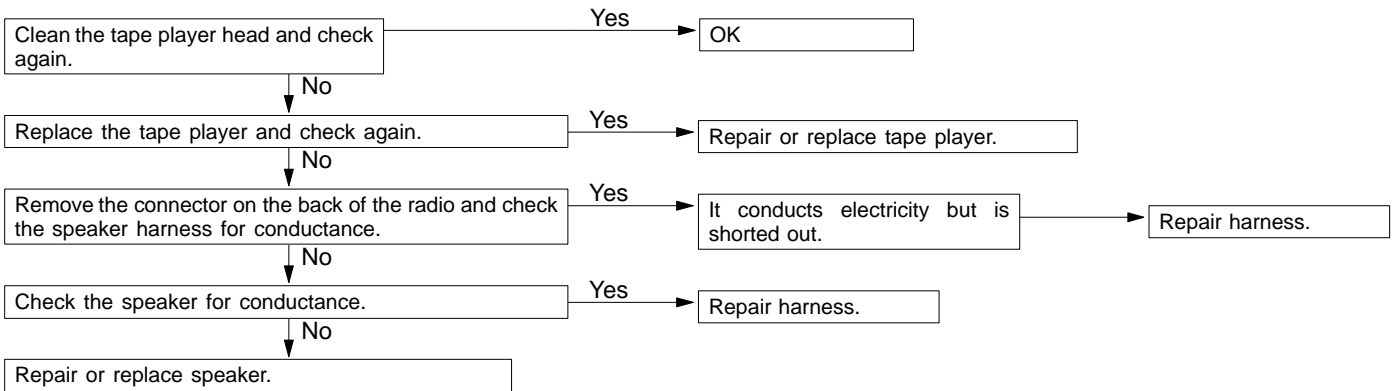 Clean the tape player head and check
again.
Yes
OK
No
Replace the tape player and check again.
Yes
Repair or replace tape player.
No
Remove the connector on the back of the radio and check
the speaker harness for conductance.
Yes
It conducts electricity but is
shorted out.
Repair harness.
No
Check the speaker for conductance.
Yes
Repair harness.
No
Repair or replace speaker.